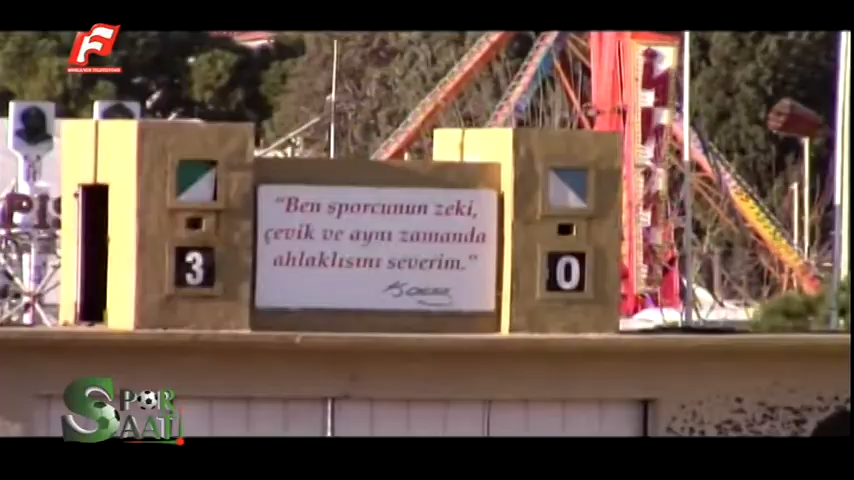 F
"Ben sporcunun zeki,
çevik ve aynı zamanda
ahlaklısını severim."
3
0
SPOR
SAATİ